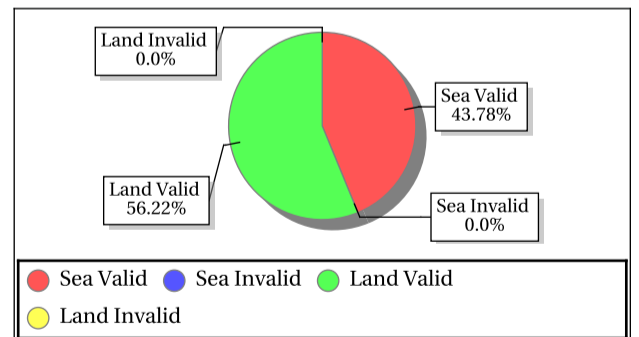 Land Invalid
0.0%
Sea Valid
43.78%
Land Valid
56.22%
Sea Invalid
0.0%
Sea Valid Sea Invalid Land Valid
Land Invalid